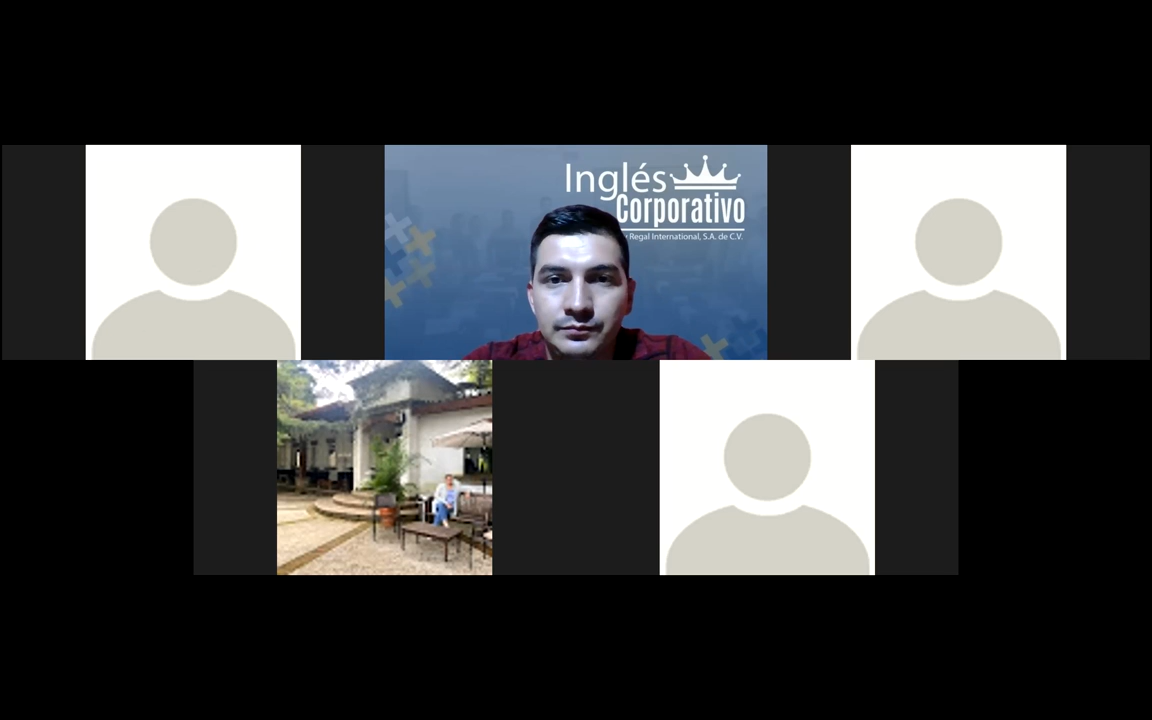 Inglés
Corporativo
Regal International, S.A. de C.V.